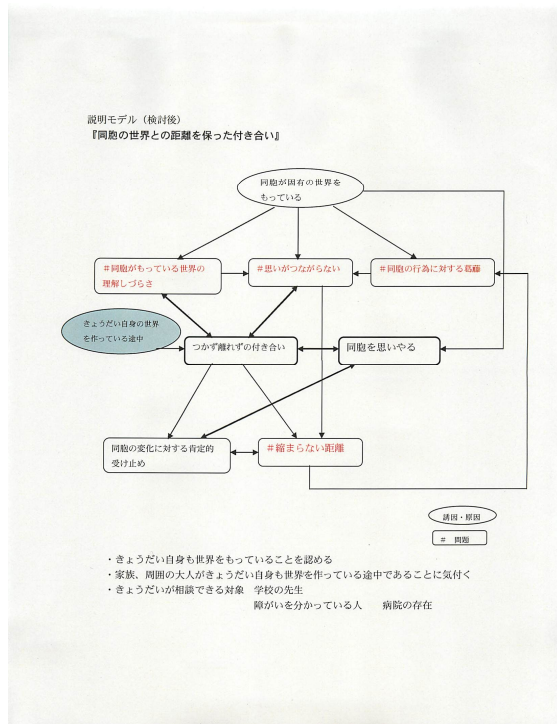 説明モデル（検討後）
『同胞の世界との距離を保った付き合い』
同胞が固有の世界を
もっている
＃同胞がもっている世界の
理解しづらさ
＃思いがつながらない
＃同胞の行為に対する葛藤
きょうだい自身の世界
を作っている途中
つかず離れずの付き合い
同胞を思いやる
同胞の変化に対する肯定的
受け止め
＃縮まらない距離
誘因・原因
＃　問題
・きょうだい自身も世界をもっていることを認める
・家族、周囲の大人がきょうだい自身も世界を作っている途中であることに気付く
・きょうだいが相談できる対象　学校の先生
障がいを分かっている人　　病院の存在